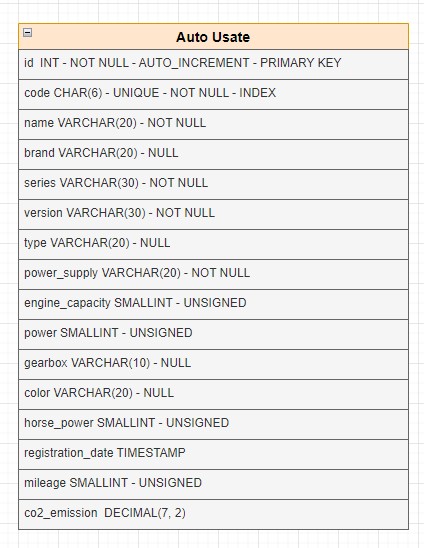 Auto Usate
id INT - NOT NULL - AUTO_INCREMENT - PRIMARY KEY
code CHAR(6) - UNIQUE - NOT NULL - INDEX
name VARCHAR(20) - NOT NULL
brand VARCHAR(20) - NULL
series VARCHAR(30) - NOT NULL
version VARCHAR(30) - NOT NULL
type VARCHAR(20) - NULL
power_supply VARCHAR(20) - NOT NULL
engine_capacity SMALLINT - UNSIGNED
power SMALLINT - UNSIGNED
gearbox VARCHAR(10) - NULL
color VARCHAR(20) - NULL
horse_power SMALLINT - UNSIGNED
registration_date TIMESTAMP
mileage SMALLINT - UNSIGNED
co2_emission DECIMAL(7, 2)